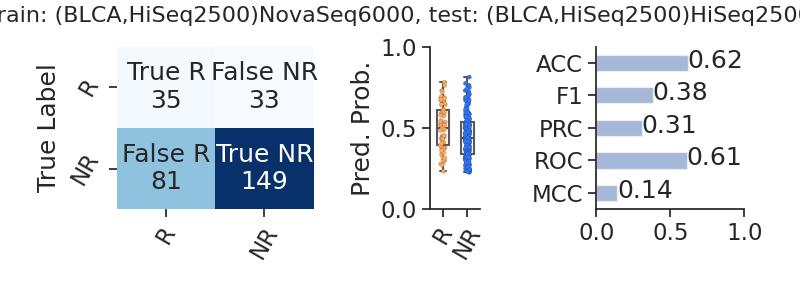 rain: (BLCA,HiSeq2500)NovaSeq6000, test: (BLCA,HiSeq2500)HiSeq250
True Label
R
NR
True R
35
False NR
33
False R
81
True NR
149
R
NR
Pred. Prob.
1.0
0.5
0.0
R
NR
ACC
0.62
F1
0.38
PRC
0.31
ROC
0.61
MCC
0.14
0.0
0.5
1.0